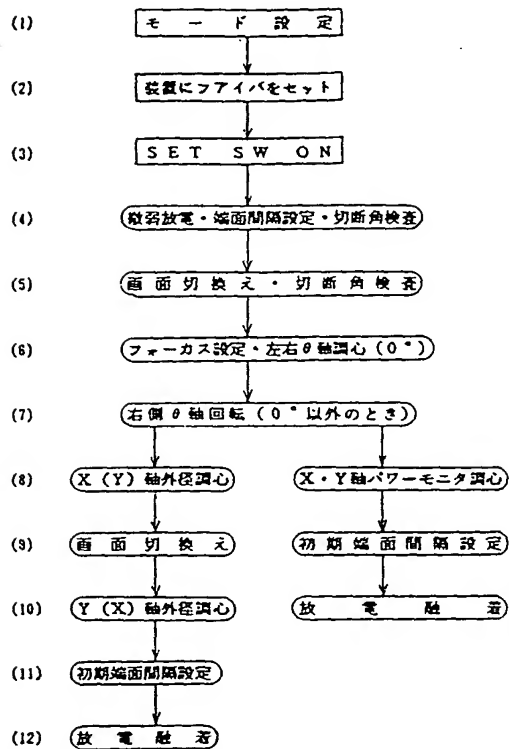 (1) モード設定
(2) 装置にフアイバをセット
(3) SET SW ON
(4) 微弱放電・端面間隔設定・切断角検査
(5) 画面切換え・切断角検査
(6) フォーカス設定・左右θ軸調心(0°)
(7) 右側θ軸回転(0°以外のとき)
(8) X(Y)軸外径調心 X・Y軸パワーモニタ調心
(9) 画面切換え 初期端面間隔設定
(10) Y(X)軸外径調心 放電融着
(11) 初期端面間隔設定
(12) 放電融着